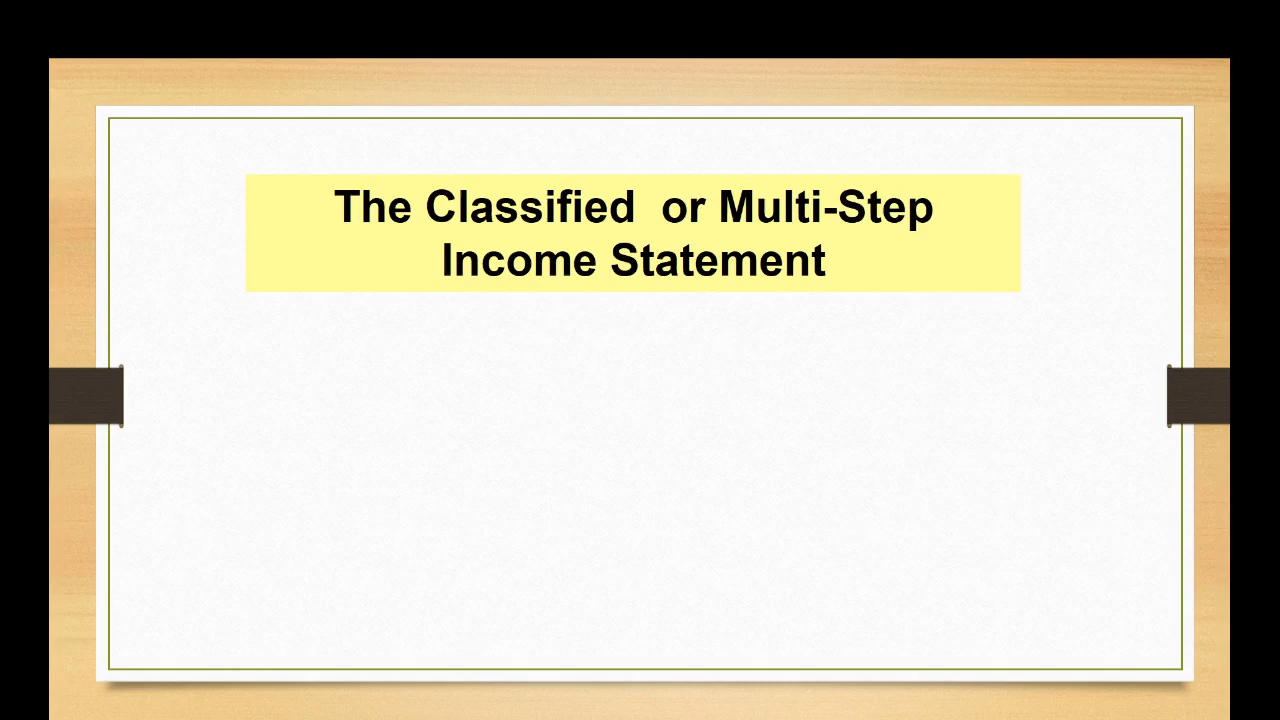 The Classified  or Multi-Step
Income Statement